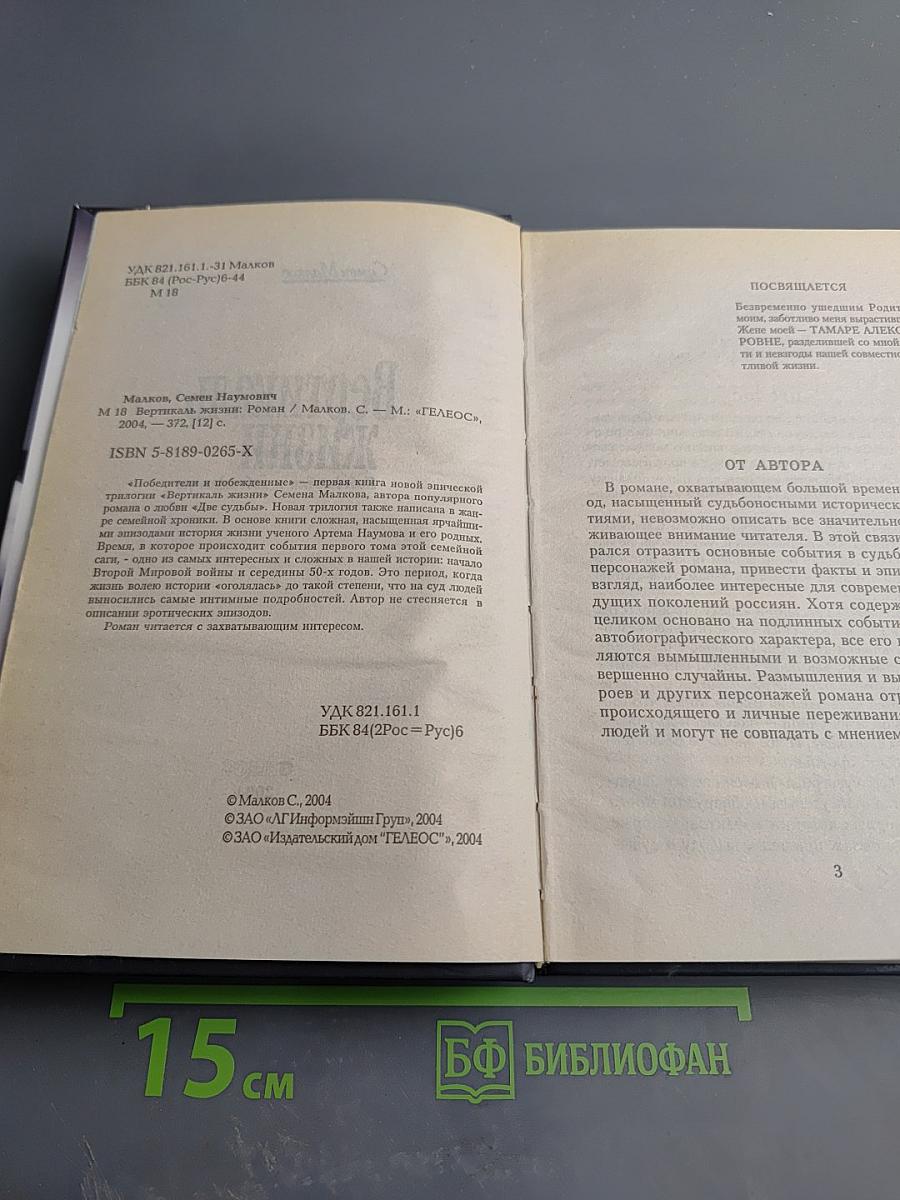 УДК 821.161.1.-31 Малков
ББК 84 (Рос-Рус)6-44
М 18
Малков, Семен Наумович
М 18 Вертикаль жизни: Роман / Малков. С. — М.: «ГЕЛЕОС»,
2004, — 372, [12] с.
ISBN 5-8189-0265-X
«Победители и побежденные» — первая книга новой эпической
трилогии «Вертикаль жизни» Семена Малкова, автора популярного
романа о любви «Две судьбы». Новая трилогия также написана в жан-
ре семейной хроники. В основе книги сложная, насыщенная ярчайши-
ми эпизодами история жизни ученого Артема Наумова и его родных.
Время, в которое происходит события первого тома этой семейной
саги, - одно из самых интересных и сложных в нашей истории: начало
Второй Мировой войны и середины 50-х годов. Это период, когда
жизнь волею истории «оголялась» до такой степени, что на суд людей
выносились самые интимные подробностей. Автор не стесняется в
описании эротических эпизодов.
Роман читается с захватывающим интересом.
УДК 821.161.1
ББК 84(2Рос=Рус)6
© Малков С., 2004
© ЗАО «ЛГ Информэйшн Груп», 2004
© ЗАО «Издательский дом "ГЕЛЕОС"», 2004
ПОСВЯЩАЕТСЯ
Безвременно ушедшим Родит
моим, заботливо меня вырастив
Жене моей — ТАМАРЕ АЛЕКС
РОВНЕ, разделившей со мной
ти и невзгоды нашей совместно
тливой жизни.
ОТ АВТОРА
В романе, охватывающем большой времен
од, насыщенный судьбоносными историческ
тиями, невозможно описать все значительно
живающее внимание читателя. В этой связи
рался отразить основные события в судьб
персонажей романа, привести факты и эпи
взгляд, наиболее интересные для современ
дущих поколений россиян. Хотя содерж
целиком основано на подлинных событи
автобиографического характера, все его
ляются вымышленными и возможные с
вершенно случайны. Размышления и вы
роев и других персонажей романа отр
происходящего и личные переживани
людей и могут не совпадать с мнением
3
15 см
БФ БИБЛИОФАН